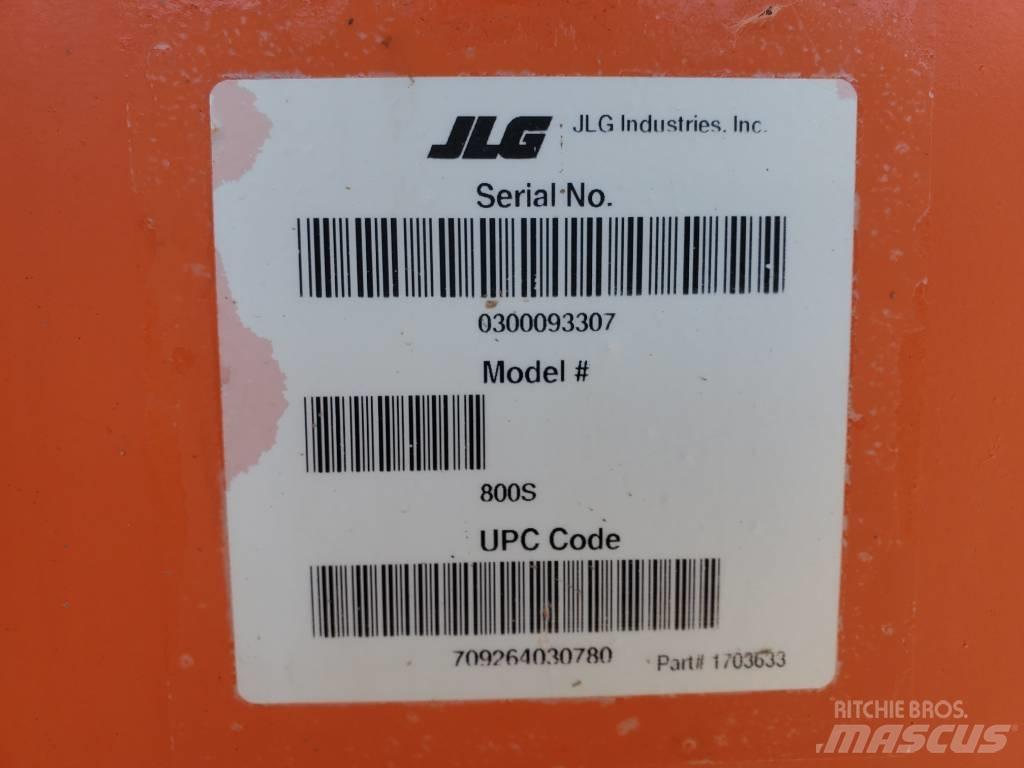 JLG JLG Industries, Inc.
Serial No.
0300093307
Model #
800S
UPC Code
709264030780
Part# 1703633
RITCHIE BROS.
MASCUS